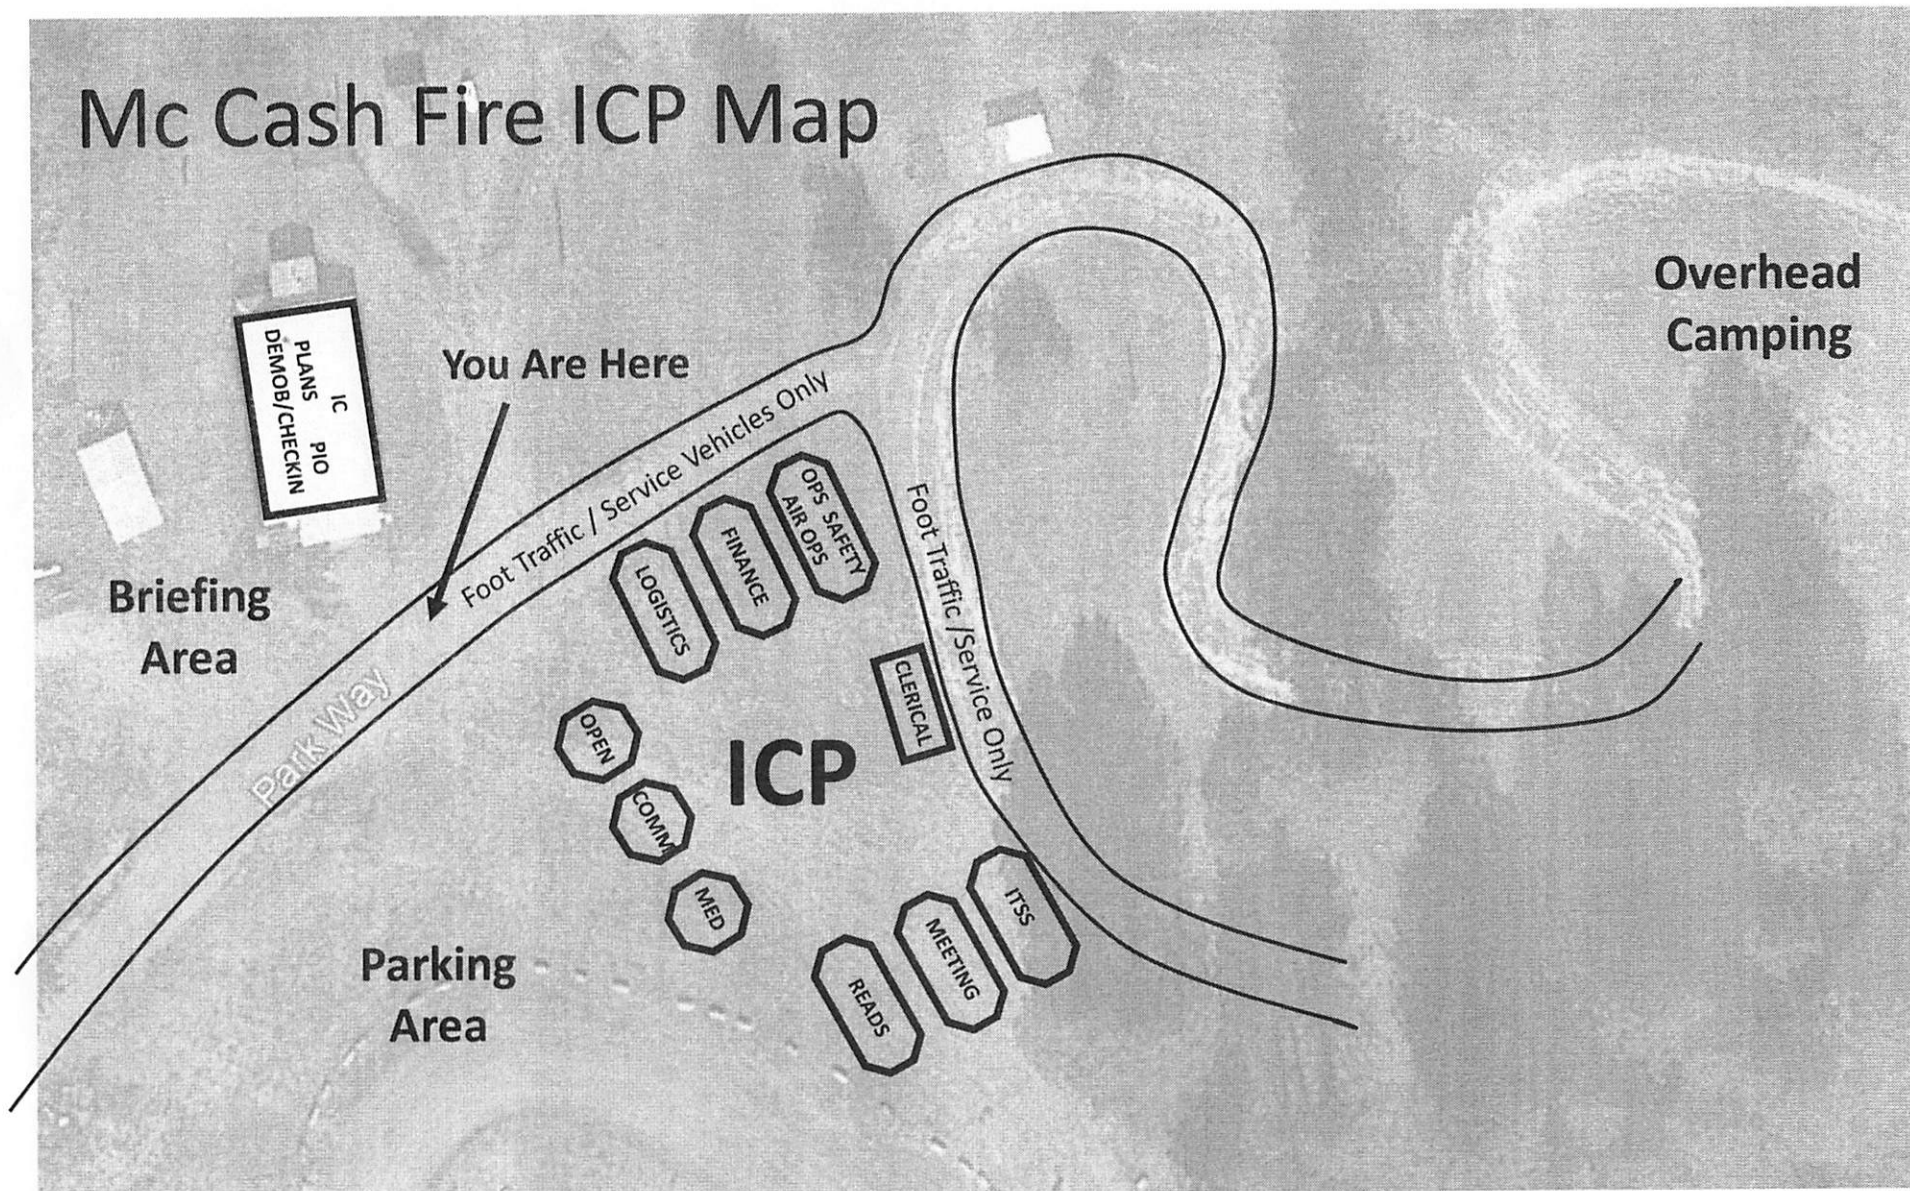 Mc Cash Fire ICP Map
Overhead
Camping
You Are Here
IC
PLANS PIO
DEMOB/CHECKIN
Foot Traffic / Service Vehicles Only
OPS SAFETY
AIR OPS
FINANCE
LOGISTICS
Foot Traffic /Service Only
Briefing
Area
Park Way
CLERICAL
OPEN
ICP
COMM
MED
ITSS
MEETING
READS
Parking
Area